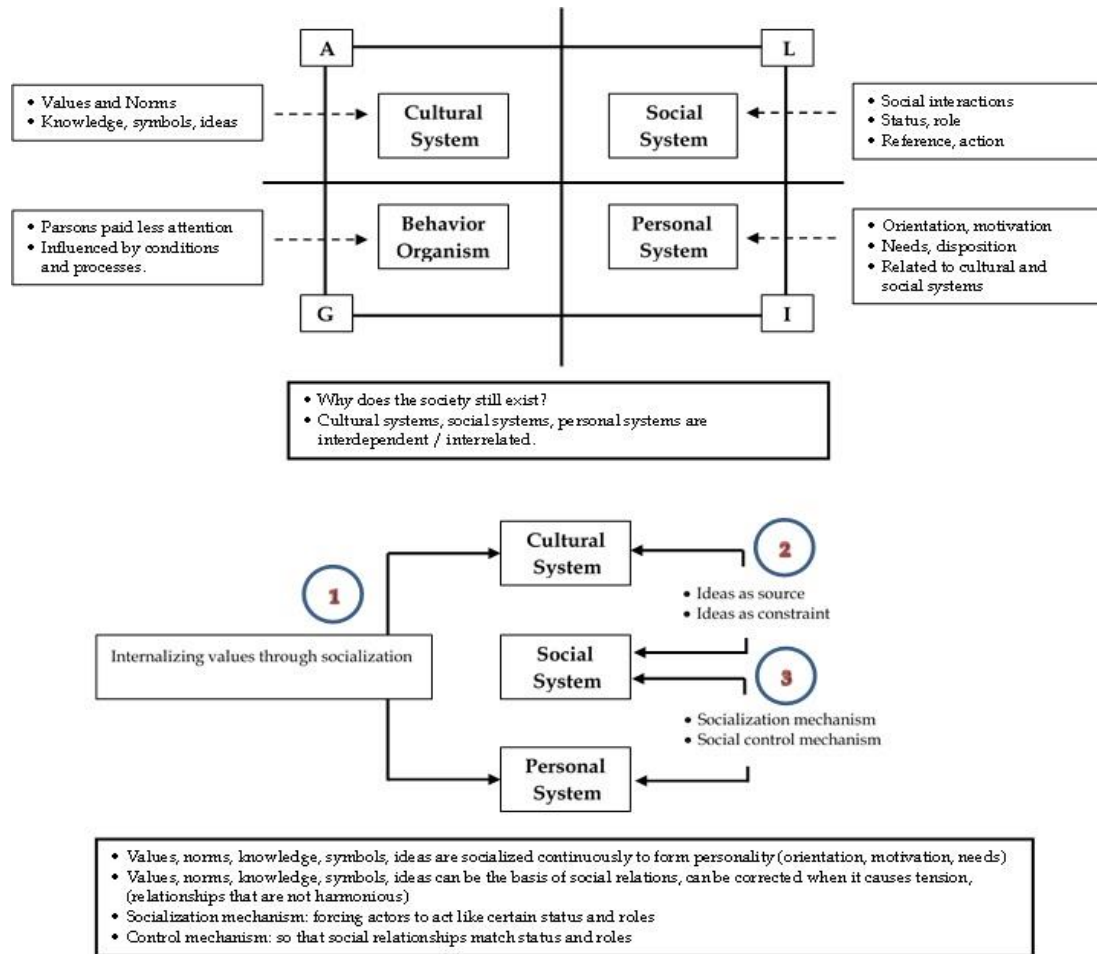 A
L
• Values and Norms
• Knowledge, symbols, ideas
Cultural
System
Social
System
• Social interactions
• Status, role
• Reference, action
• Parsons paid less attention
• Influenced by conditions
and processes.
Behavior
Organism
Personal
System
• Orientation, motivation
• Needs, disposition
• Related to cultural and
social systems
G
I
• Why does the society still exist?
• Cultural systems, social systems, personal systems are
interdependent / interrelated.
Cultural
System
2
1
• Ideas as source
• Ideas as constraint
Internalizing values through socialization
Social
System
3
• Socialization mechanism
• Social control mechanism
Personal
System
• Values, norms, knowledge, symbols, ideas are socialized continuously to form personality (orientation, motivation, needs)
• Values, norms, knowledge, symbols, ideas can be the basis of social relations, can be corrected when it causes tension,
(relationships that are not harmonious)
• Socialization mechanism: forcing actors to act like certain status and roles
• Control mechanism: so that social relationships match status and roles